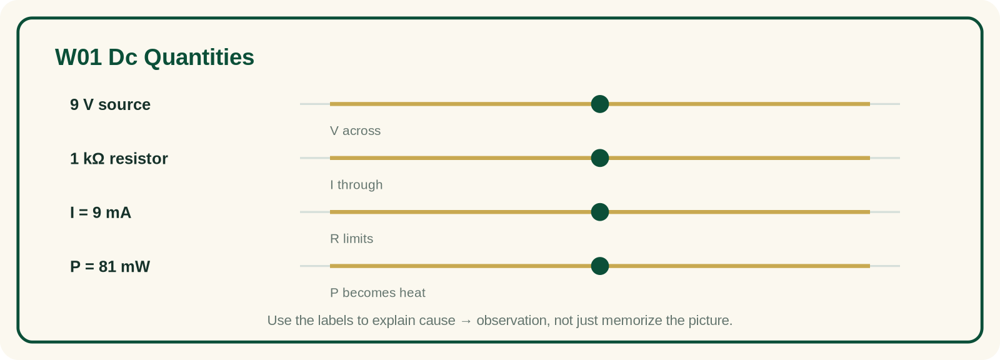 W01 Dc Quantities
9 V source
V across
1 kΩ resistor
I through
I = 9 mA
R limits
P = 81 mW
P becomes heat
Use the labels to explain cause → observation, not just memorize the picture.